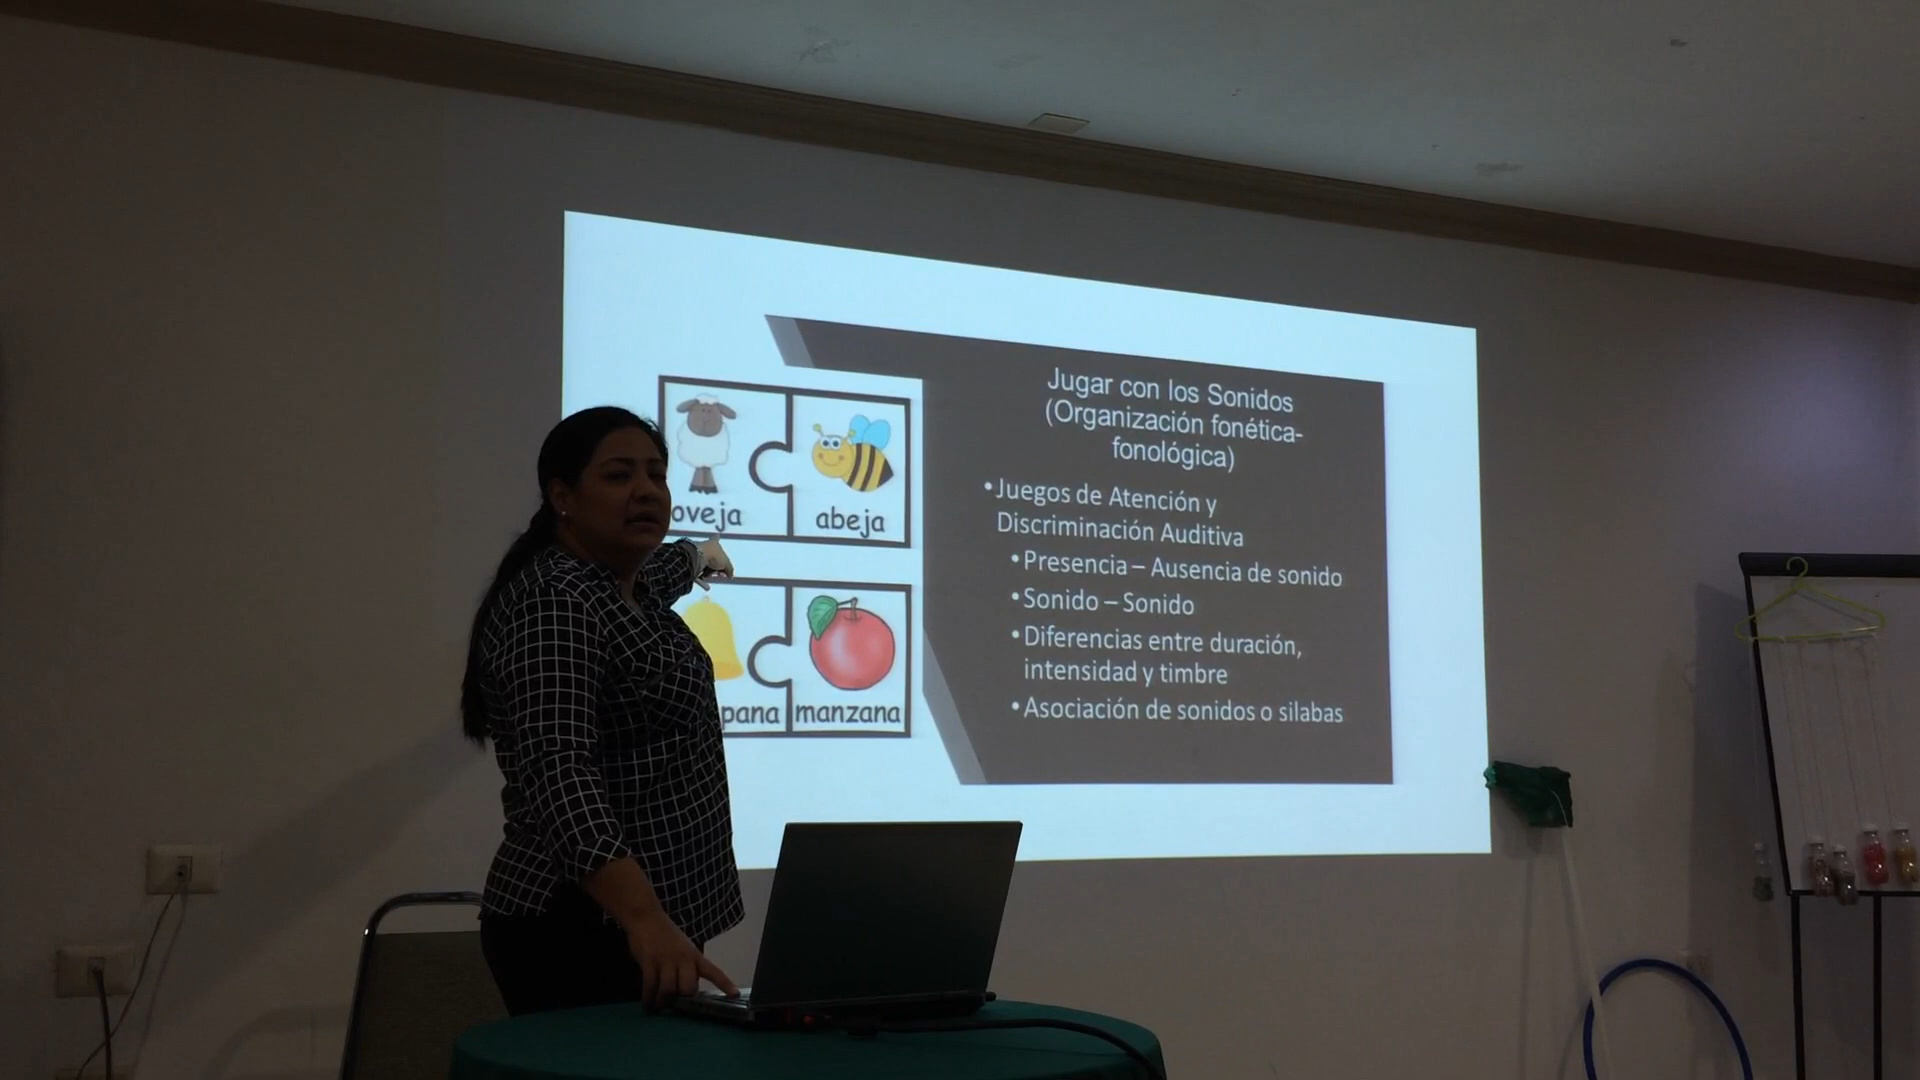 oveja
abeja
pana
manzana
Jugar con los Sonidos
(Organización fonética-
fonológica)
•Juegos de Atención y
Discriminación Auditiva
•Presencia – Ausencia de sonido
•Sonido – Sonido
•Diferencias entre duración,
intensidad y timbre
•Asociación de sonidos o silabas